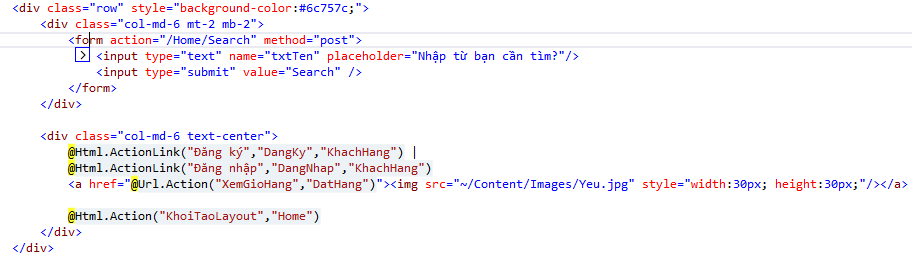 <div class="row" style="background-color:#6c757c;">
<div class="col-md-6 mt-2 mb-2">
<form action="/Home/Search" method="post">
<input type="text" name="txtTen" placeholder="Nhập từ bạn cần tìm?"/>
<input type="submit" value="Search" />
</form>
</div>
<div class="col-md-6 text-center">
@Html.ActionLink("Đăng ký","DangKy","KhachHang") |
@Html.ActionLink("Đăng nhập","DangNhap","KhachHang")
<a href="@Url.Action("XemGioHang","DatHang")"><img src="~/Content/Images/Yeu.jpg" style="width:30px; height:30px;"/></a>
@Html.Action("KhoiTaoLayout","Home")
</div>
</div>